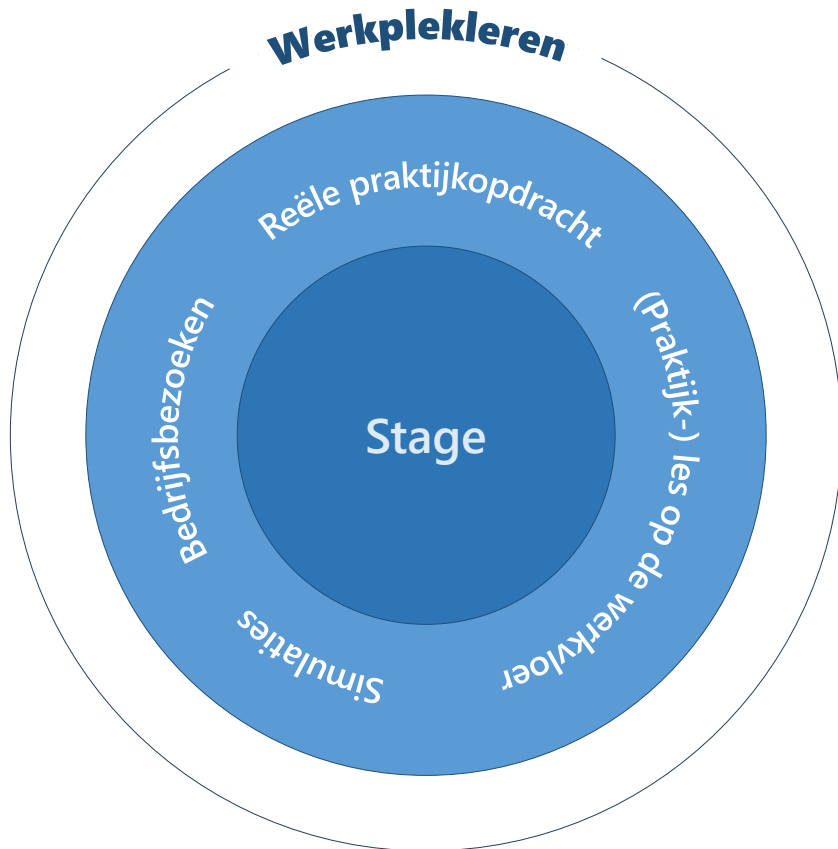 Werkplekleren
Reële praktijkopdracht
(Praktijk-) les op de werkvloer
Simulaties
Bedrijfsbezoeken
Stage